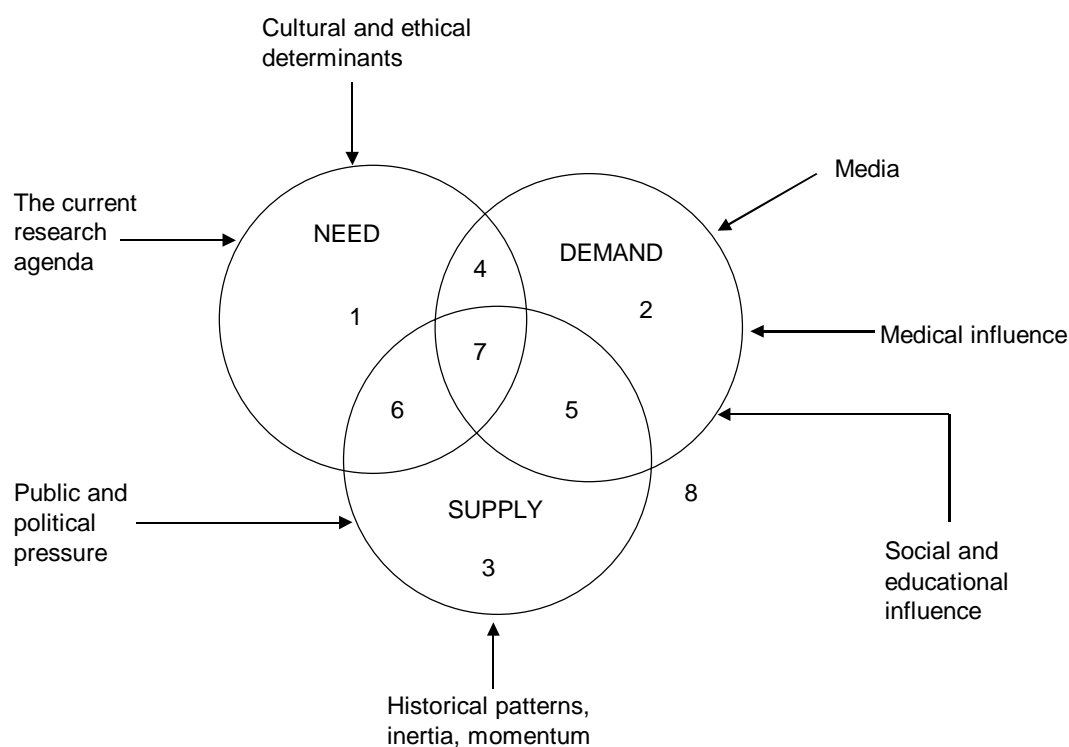 Cultural and ethical
determinants
Media
The current
research
agenda
NEED
DEMAND
4
1
2
Medical influence
7
6
5
Public and
political
pressure
SUPPLY
8
3
Social and
educational
influence
Historical patterns,
inertia, momentum